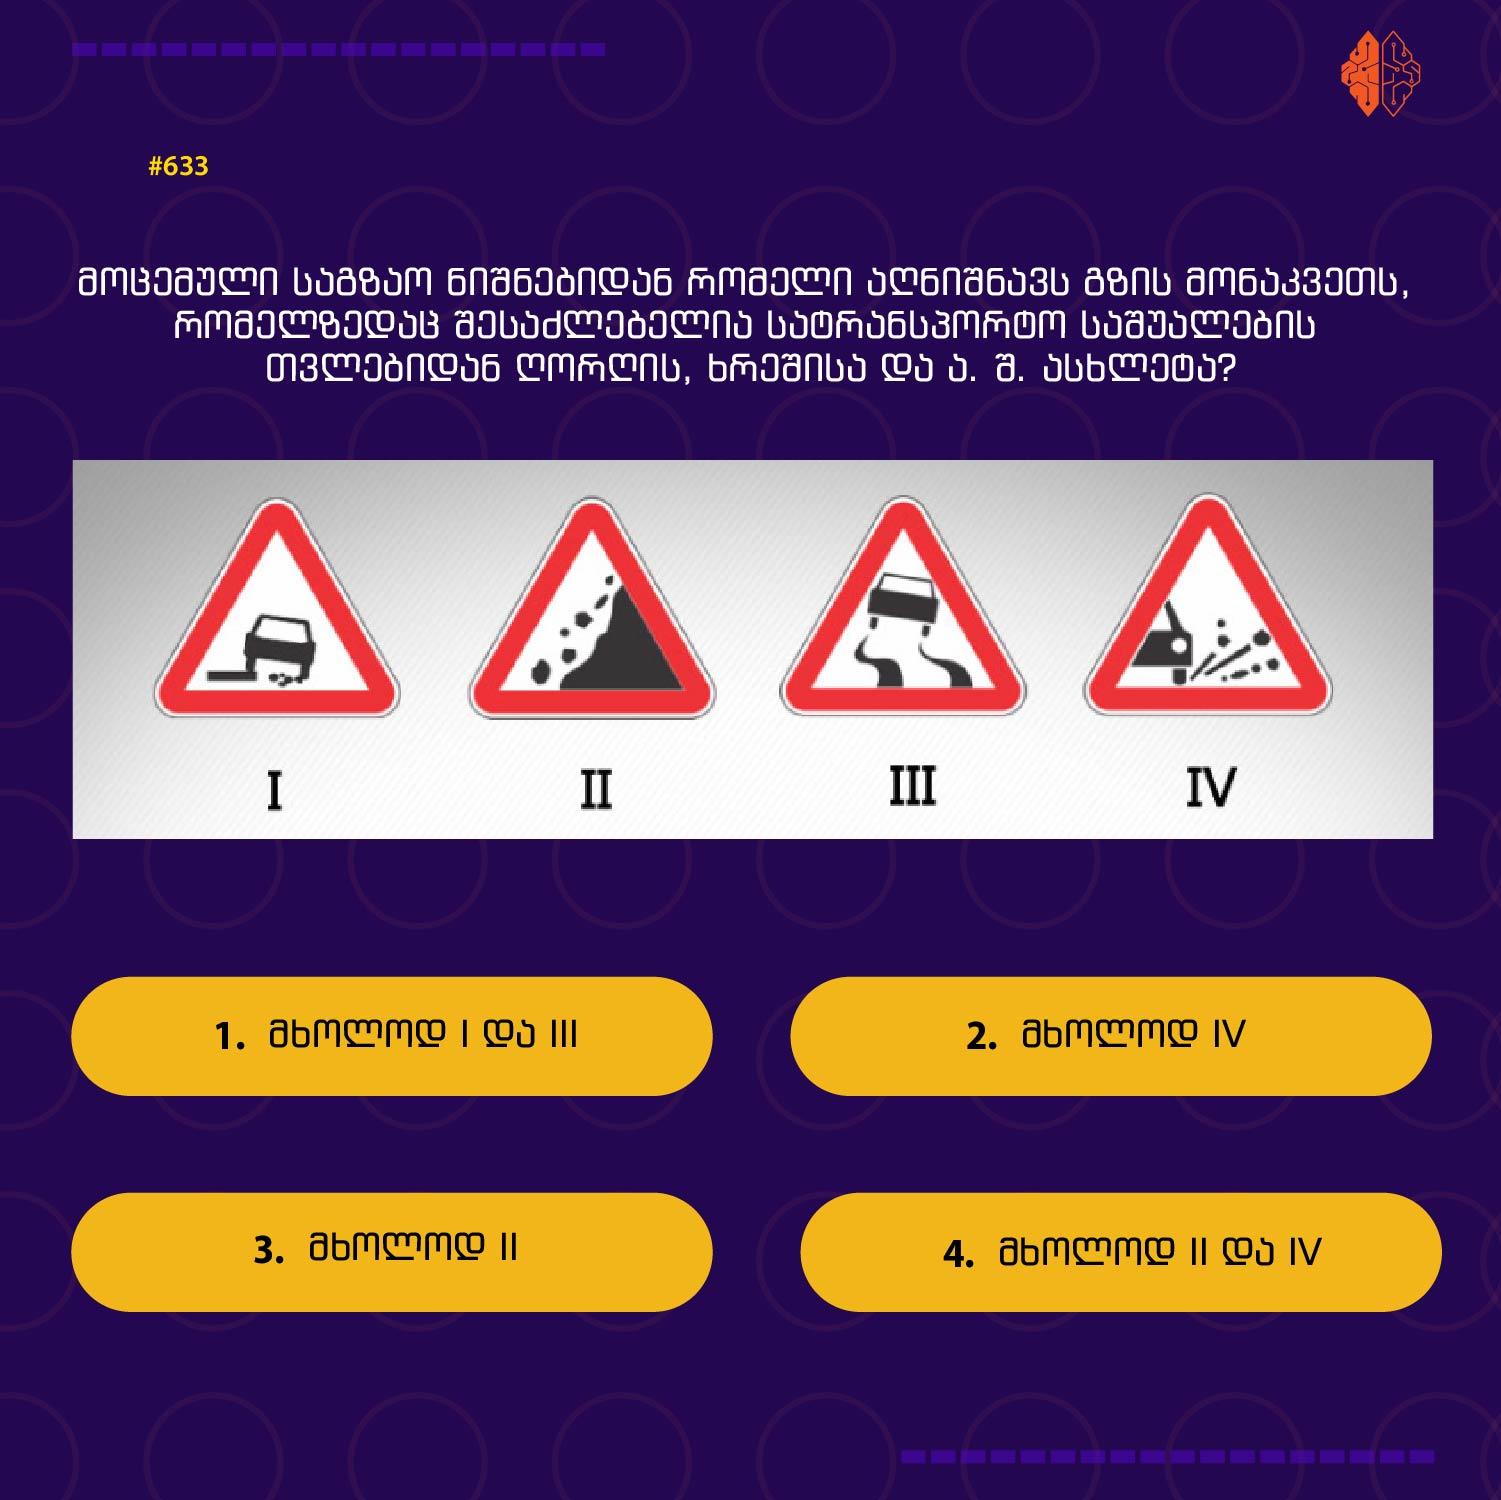 #633
მოცემული საგზაო ნიშნებიდან რომელი აღნიშნავს გზის მონაკვეთს,
რომელზედაც შესაძლებელია სატრანსპორტო საშუალების
თვლებიდან ღორღის, ხრეშისა და ა. შ. ასხლეტა?
I II III IV
1. მხოლოდ I და III
2. მხოლოდ IV
3. მხოლოდ II
4. მხოლოდ II და IV